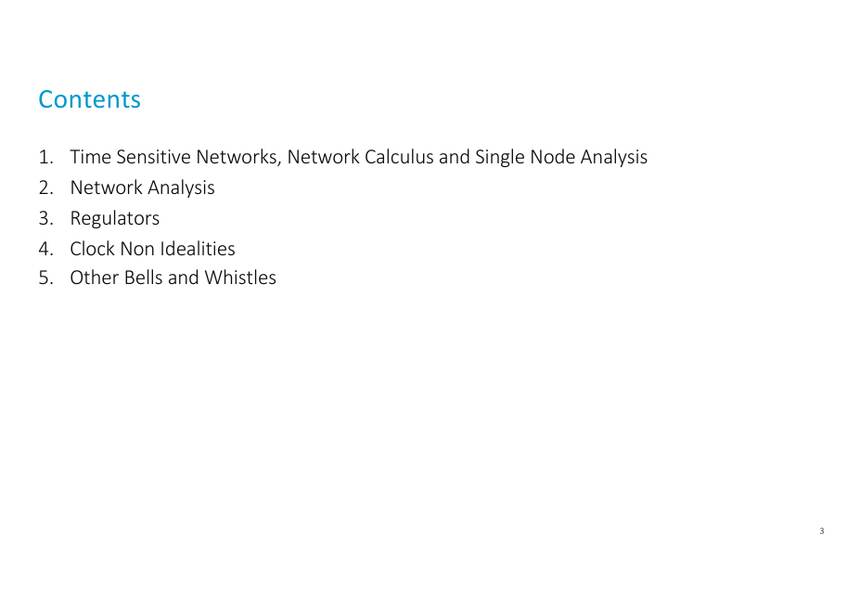 Contents
1. Time Sensitive Networks, Network Calculus and Single Node Analysis
2. Network Analysis
3. Regulators
4. Clock Non Idealities
5. Other Bells and Whistles
3